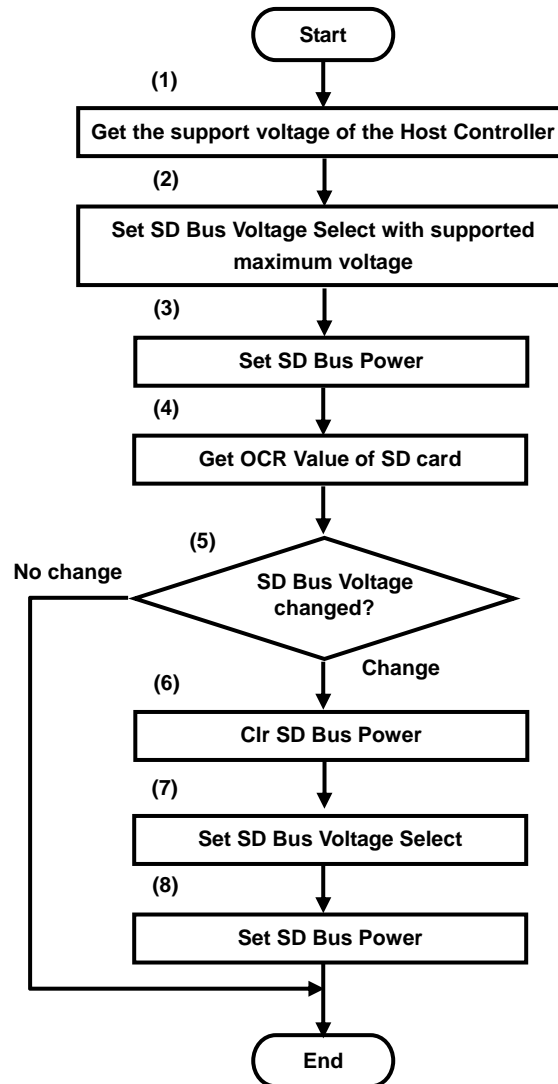 Start
(1)
Get the support voltage of the Host Controller
(2)
Set SD Bus Voltage Select with supported
maximum voltage
(3)
Set SD Bus Power
(4)
Get OCR Value of SD card
(5)
No change
SD Bus Voltage
changed?
Change
(6)
Clr SD Bus Power
(7)
Set SD Bus Voltage Select
(8)
Set SD Bus Power
End